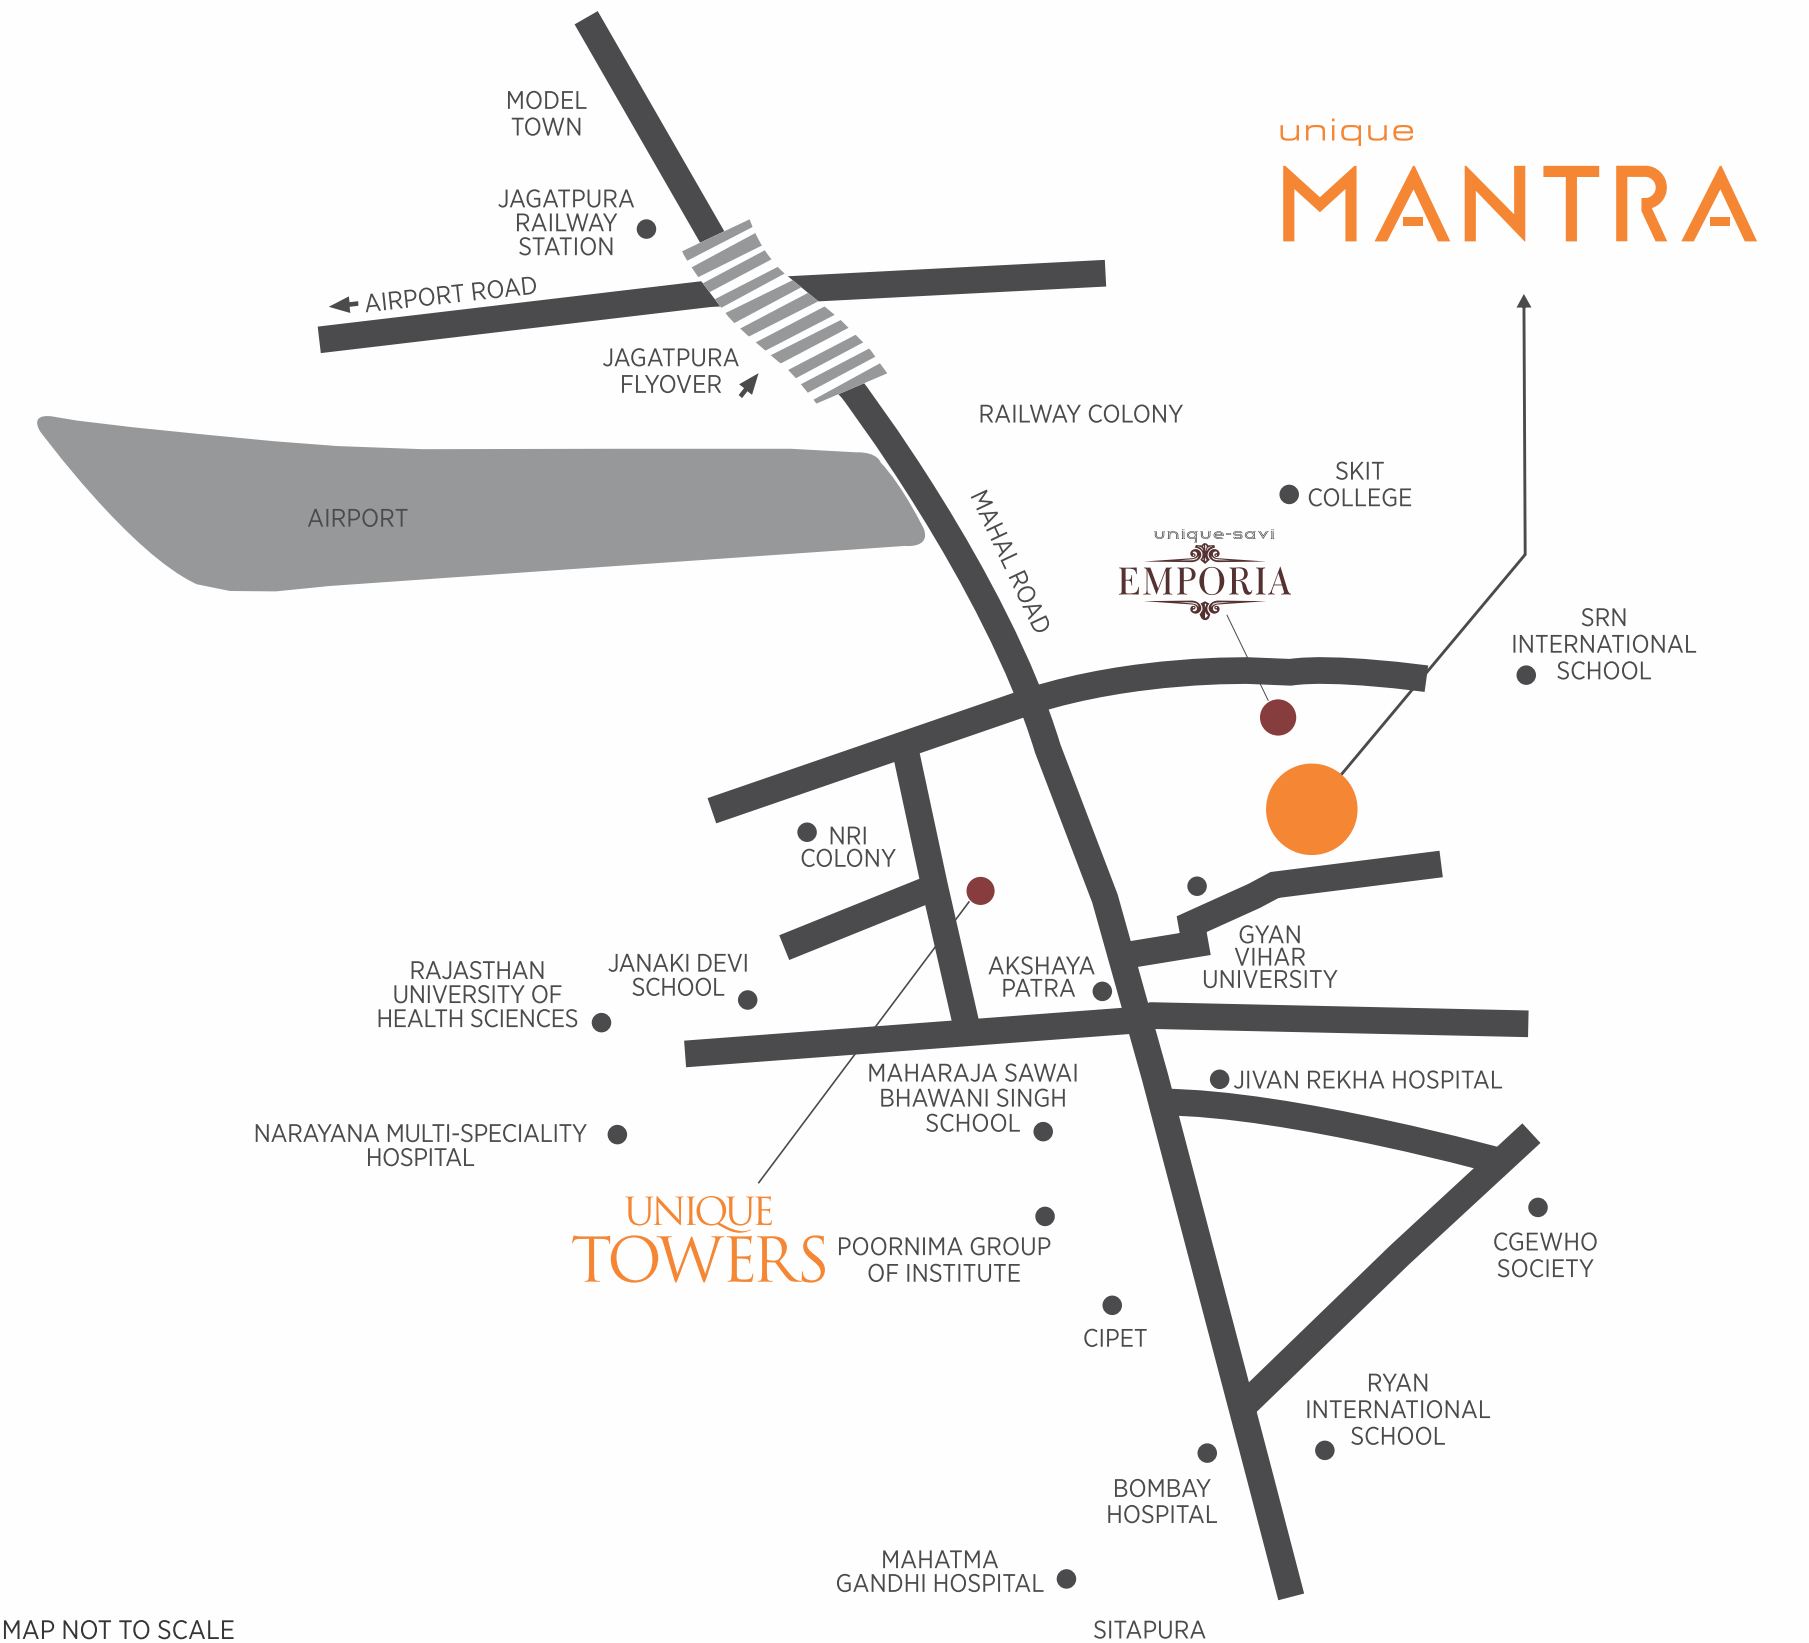 MODEL
TOWN
unique
MANTRA
JAGATPURA
RAILWAY
STATION
AIRPORT ROAD
JAGATPURA
FLYOVER
RAILWAY COLONY
SKIT
COLLEGE
AIRPORT
MAHAL ROAD
unique-savi
EMPORIA
SRN
INTERNATIONAL
SCHOOL
NRI
COLONY
GYAN
VIHAR
UNIVERSITY
AKSHAYA
PATRA
JANAKI DEVI
SCHOOL
RAJASTHAN
UNIVERSITY OF
HEALTH SCIENCES
MAHARAJA SAWAI
BHAWANI SINGH
SCHOOL
JIVAN REKHA HOSPITAL
NARAYANA MULTI-SPECIALITY
HOSPITAL
UNIQUE
TOWERS
POORNIMA GROUP
OF INSTITUTE
CGEWHO
SOCIETY
CIPET
RYAN
INTERNATIONAL
SCHOOL
BOMBAY
HOSPITAL
MAHATMA
GANDHI HOSPITAL
SITAPURA
MAP NOT TO SCALE